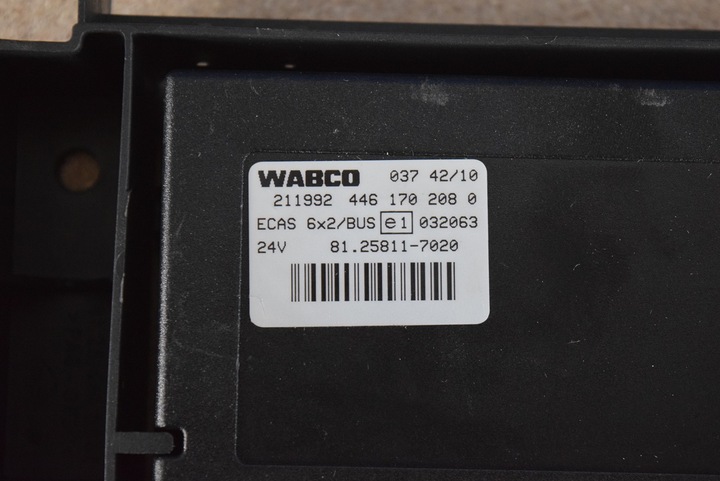 WABCO 037 42/10
211992 446 170 208 0
ECAS 6x2/BUS e1 032063
24V 81.25811-7020